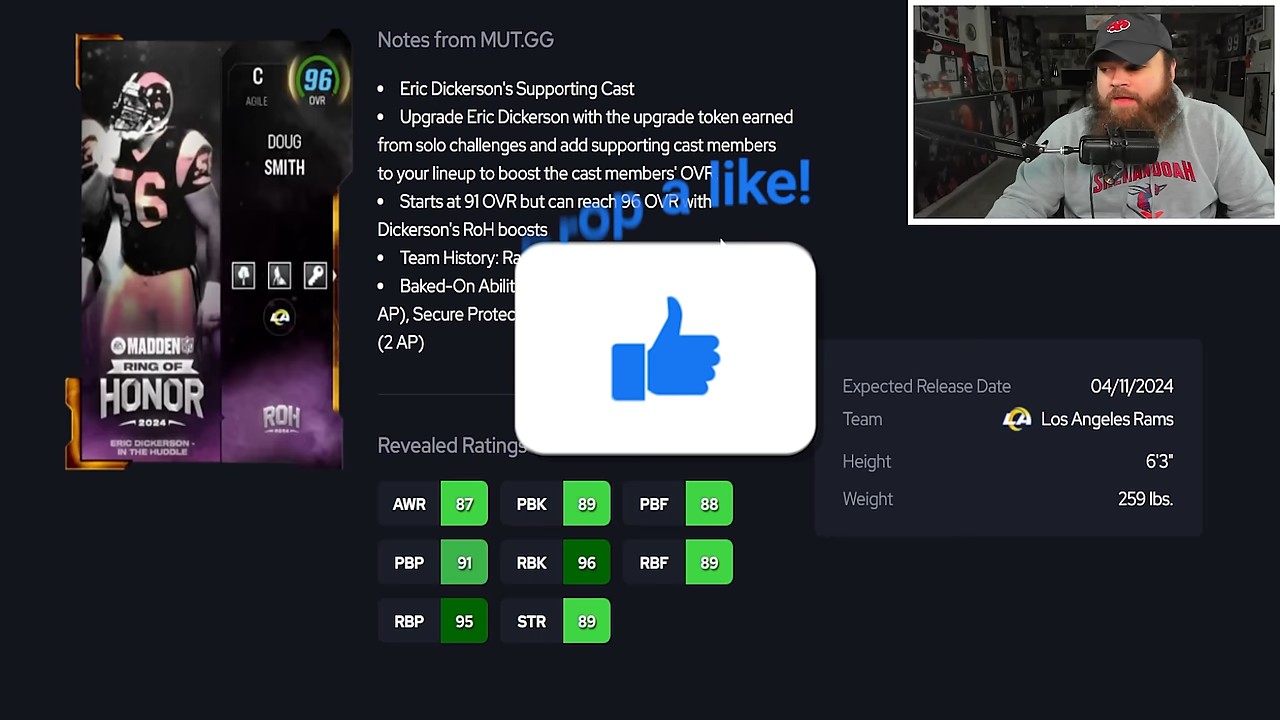 C
AGILE
96
OVR
DOUG
SMITH
56
MADDEN NFL
RING OF
HONOR
2024
ERIC DICKERSON -
IN THE HUDDLE
ROH
Notes from MUT.GG
• Eric Dickerson's Supporting Cast
• Upgrade Eric Dickerson with the upgrade token earned
from solo challenges and add supporting cast members
to your lineup to boost the cast members' OVR
• Starts at 91 OVR but can reach 96 OVR with
Dickerson's RoH boosts
• Team History:
• Baked-On
AP), Secure
(2 AP)
a like!
Revealed Ratings
AWR 87 PBK 89 PBF 88
PBP 91 RBK 96 RBF 89
RBP 95 STR 89
Expected Release Date 04/11/2024
Team Los Angeles Rams
Height 6'3"
Weight 259 lbs.